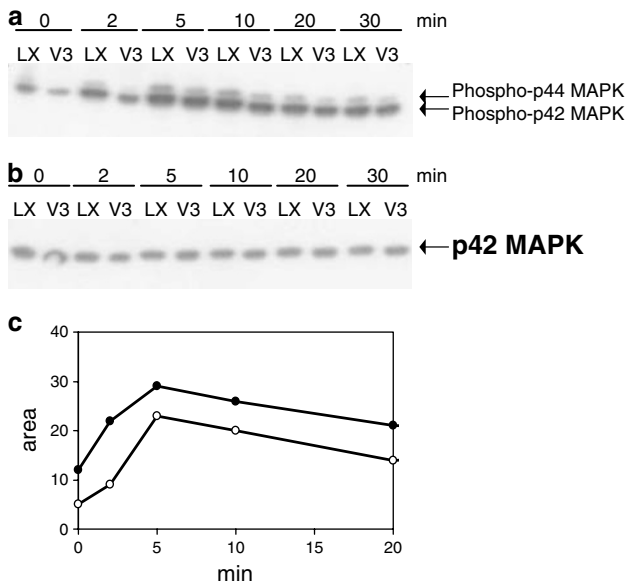 a 0 2 5 10 20 30 min
LX V3 LX V3 LX V3 LX V3 LX V3 LX V3
Phospho-p44 MAPK
Phospho-p42 MAPK
b 0 2 5 10 20 30 min
LX V3 LX V3 LX V3 LX V3 LX V3 LX V3
p42 MAPK
c
40
30
20
10
0
area
0 5 10 15 20
min